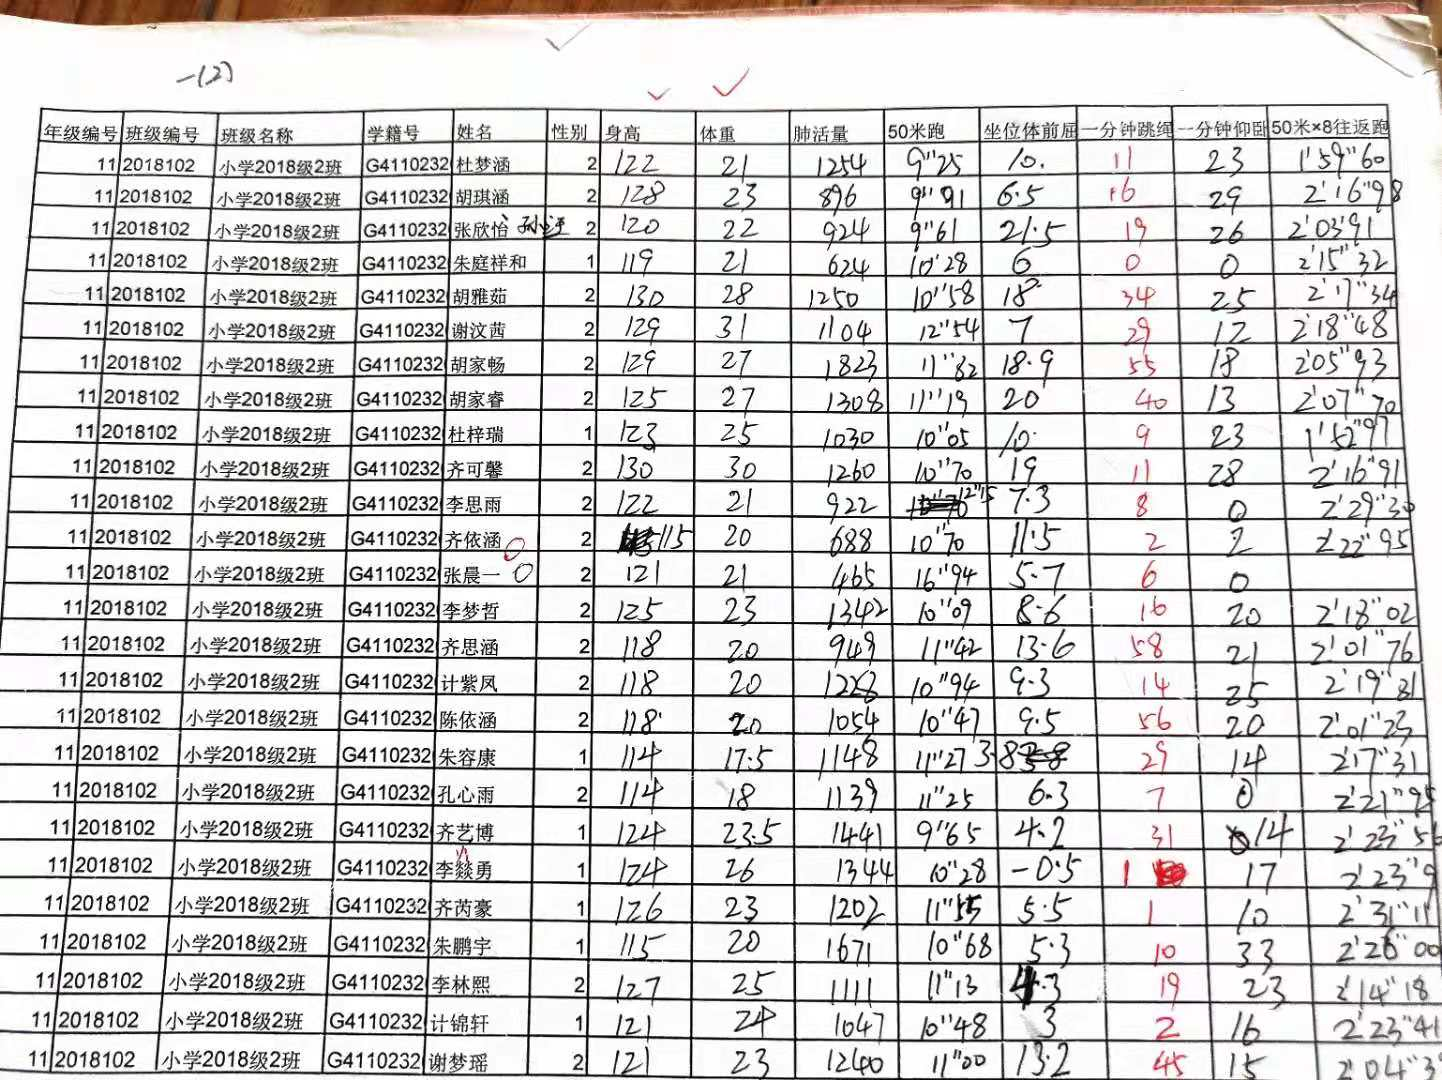 一(2)
年级编号 班级编号 班级名称 学籍号 姓名 性别 身高 体重 肺活量 50米跑 坐位体前屈 一分钟跳绳 一分钟仰卧 50米×8往返跑
11 2018102 小学2018级2班 G4110232 杜梦涵 2 122 21 1254 9"25 10. 11 23 1'59"60
11 2018102 小学2018级2班 G4110232 胡琪涵 2 128 23 896 9"91 6.5 16 29 2'16"98
11 2018102 小学2018级2班 G4110232 张欣怡 2 120 22 924 9"61 21.5 19 26 2'03'91
11 2018102 小学2018级2班 G4110232 朱庭祥和 1 119 21 624 10'28 6 0 0 2'15"32
11 2018102 小学2018级2班 G4110232 胡雅茹 2 130 28 1250 10"58 18 34 25 2'17"34
11 2018102 小学2018级2班 G4110232 谢汶茜 2 129 31 1104 12"54 7 29 12 2'18"48
11 2018102 小学2018级2班 G4110232 胡家畅 2 129 27 1823 11"82 18.9 55 18 2'05"93
11 2018102 小学2018级2班 G4110232 胡家睿 2 125 27 1308 11"19 20 40 13 2'07"70
11 2018102 小学2018级2班 G4110232 杜梓瑞 1 123 25 1030 10"05 10. 9 23 1'52"97
11 2018102 小学2018级2班 G4110232 齐可馨 2 130 30 1260 10"70 19 11 28 2'16"91
11 2018102 小学2018级2班 G4110232 李思雨 2 122 21 922 12"15 7.3 8 0 2'29"30
11 2018102 小学2018级2班 G4110232 齐依涵 2 115 20 688 10"70 11.5 2 2 2'22"95
11 2018102 小学2018级2班 G4110232 张晨一 2 121 21 465 16"94 5.7 6 0
11 2018102 小学2018级2班 G4110232 李梦哲 2 125 23 1342 10"09 8.6 16 20 2'18"02
11 2018102 小学2018级2班 G4110232 齐思涵 2 118 20 949 11"42 13.6 58 21 2'01"76
11 2018102 小学2018级2班 G4110232 计紫凤 2 118 20 1228 10"94 9.3 14 25 2'19"81
11 2018102 小学2018级2班 G4110232 陈依涵 2 118 20 1054 10"47 9.5 56 20 2'01"23
11 2018102 小学2018级2班 G4110232 朱容康 1 114 17.5 1148 11"27 3.8 29 14 2'17"31
11 2018102 小学2018级2班 G4110232 孔心雨 2 114 18 1139 11"25 6.3 7 0 2'21"95
11 2018102 小学2018级2班 G4110232 齐艺博 1 124 23.5 1441 9"65 4.2 31 14 2'23"56
11 2018102 小学2018级2班 G4110232 李燚勇 1 124 26 1344 10"28 -0.5 1 17 2'23"9
11 2018102 小学2018级2班 G4110232 齐芮豪 1 126 23 1202 11"55 5.5 1 10 2'31"11
11 2018102 小学2018级2班 G4110232 朱鹏宇 1 115 20 1671 10"68 5.3 10 33 2'26"00
11 2018102 小学2018级2班 G4110232 李林熙 2 127 25 1111 11"13 4.3 19 23 2'14"18
11 2018102 小学2018级2班 G4110232 计锦轩 1 121 24 1047 10"48 3 2 16 2'23"41
11 2018102 小学2018级2班 G4110232 谢梦瑶 2 121 23 1240 11"00 13.2 45 15 2'04"3